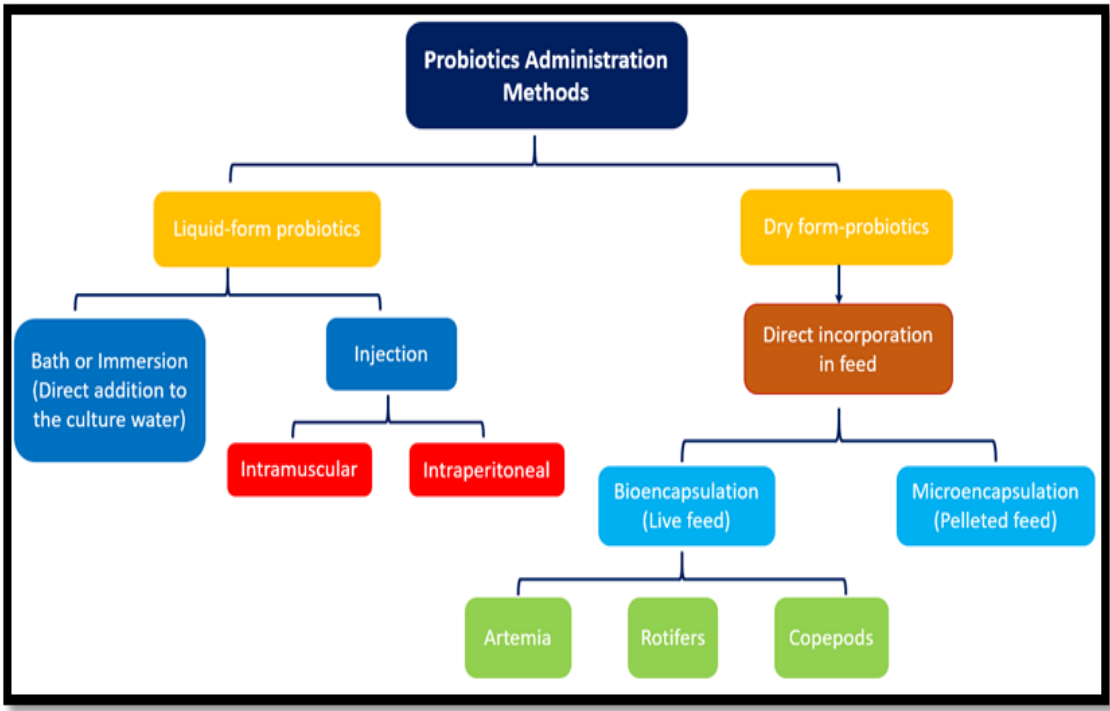 Probiotics Administration
Methods
Liquid-form probiotics
Dry form-probiotics
Bath or Immersion
(Direct addition to
the culture water)
Injection
Direct incorporation
in feed
Intramuscular
Intraperitoneal
Bioencapsulation
(Live feed)
Microencapsulation
(Pelleted feed)
Artemia
Rotifers
Copepods